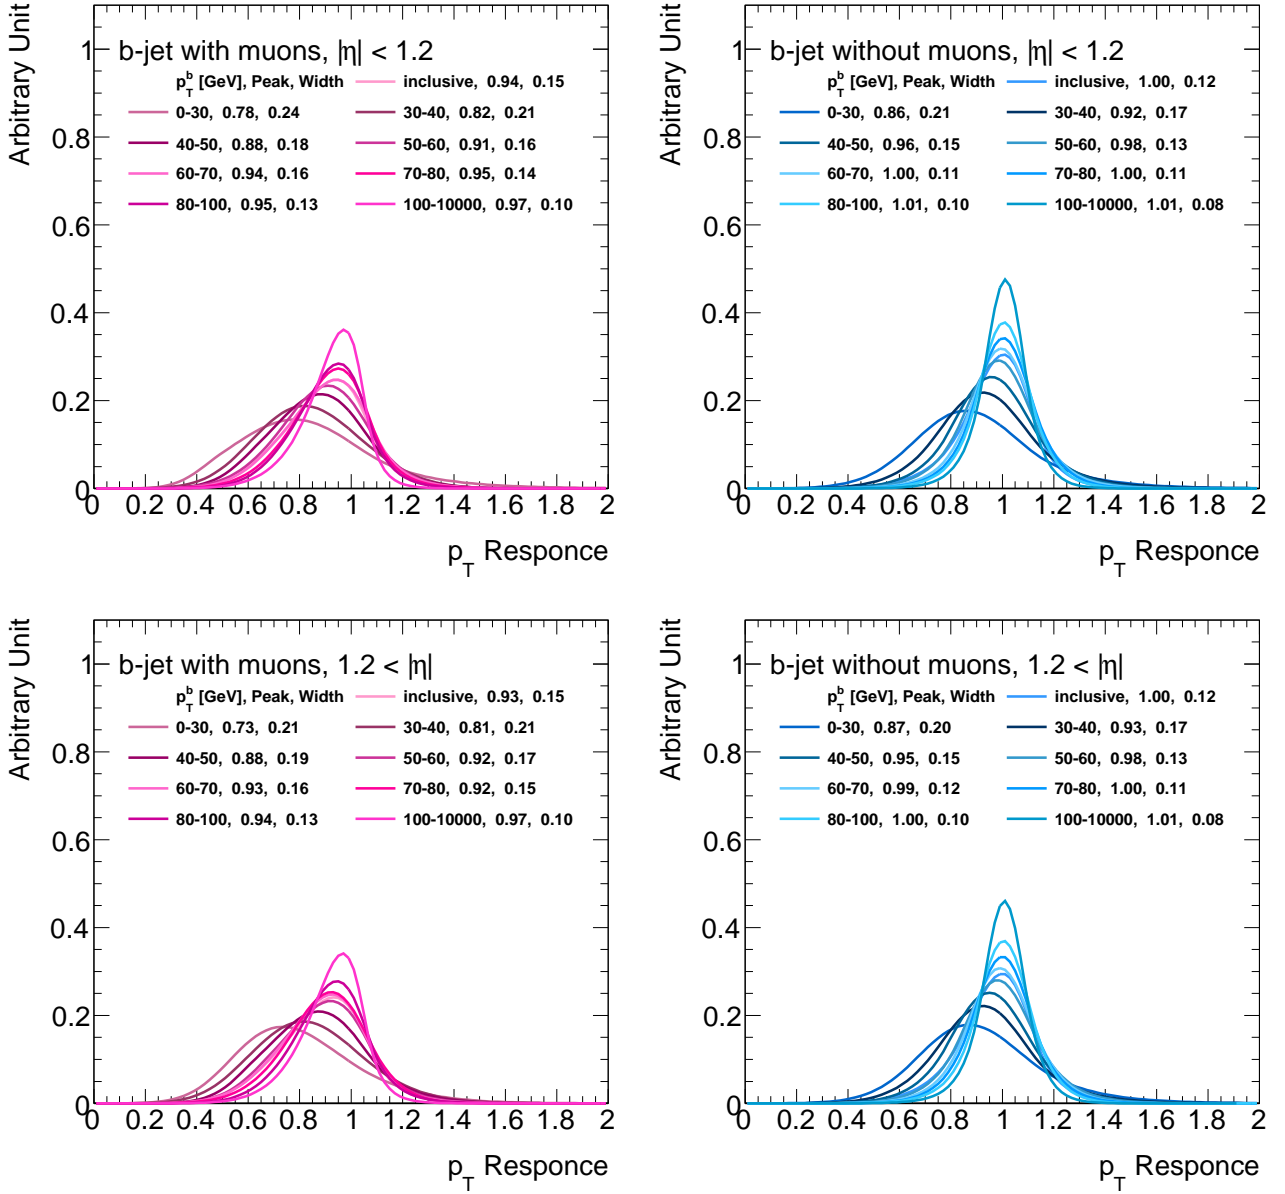 Arbitrary Unit
b-jet with muons, |η| < 1.2
p_T^b [GeV], Peak, Width
inclusive, 0.94, 0.15
0-30, 0.78, 0.24
30-40, 0.82, 0.21
40-50, 0.88, 0.18
50-60, 0.91, 0.16
60-70, 0.94, 0.16
70-80, 0.95, 0.14
80-100, 0.95, 0.13
100-10000, 0.97, 0.10
1
0.8
0.6
0.4
0.2
0
0 0.2 0.4 0.6 0.8 1 1.2 1.4 1.6 1.8 2
p_T Responce
Arbitrary Unit
b-jet without muons, |η| < 1.2
p_T^b [GeV], Peak, Width
inclusive, 1.00, 0.12
0-30, 0.86, 0.21
30-40, 0.92, 0.17
40-50, 0.96, 0.15
50-60, 0.98, 0.13
60-70, 1.00, 0.11
70-80, 1.00, 0.11
80-100, 1.01, 0.10
100-10000, 1.01, 0.08
1
0.8
0.6
0.4
0.2
0
0 0.2 0.4 0.6 0.8 1 1.2 1.4 1.6 1.8 2
p_T Responce
Arbitrary Unit
b-jet with muons, 1.2 < |η|
p_T^b [GeV], Peak, Width
inclusive, 0.93, 0.15
0-30, 0.73, 0.21
30-40, 0.81, 0.21
40-50, 0.88, 0.19
50-60, 0.92, 0.17
60-70, 0.93, 0.16
70-80, 0.92, 0.15
80-100, 0.94, 0.13
100-10000, 0.97, 0.10
1
0.8
0.6
0.4
0.2
0
0 0.2 0.4 0.6 0.8 1 1.2 1.4 1.6 1.8 2
p_T Responce
Arbitrary Unit
b-jet without muons, 1.2 < |η|
p_T^b [GeV], Peak, Width
inclusive, 1.00, 0.12
0-30, 0.87, 0.20
30-40, 0.93, 0.17
40-50, 0.95, 0.15
50-60, 0.98, 0.13
60-70, 0.99, 0.12
70-80, 1.00, 0.11
80-100, 1.00, 0.10
100-10000, 1.01, 0.08
1
0.8
0.6
0.4
0.2
0
0 0.2 0.4 0.6 0.8 1 1.2 1.4 1.6 1.8 2
p_T Responce